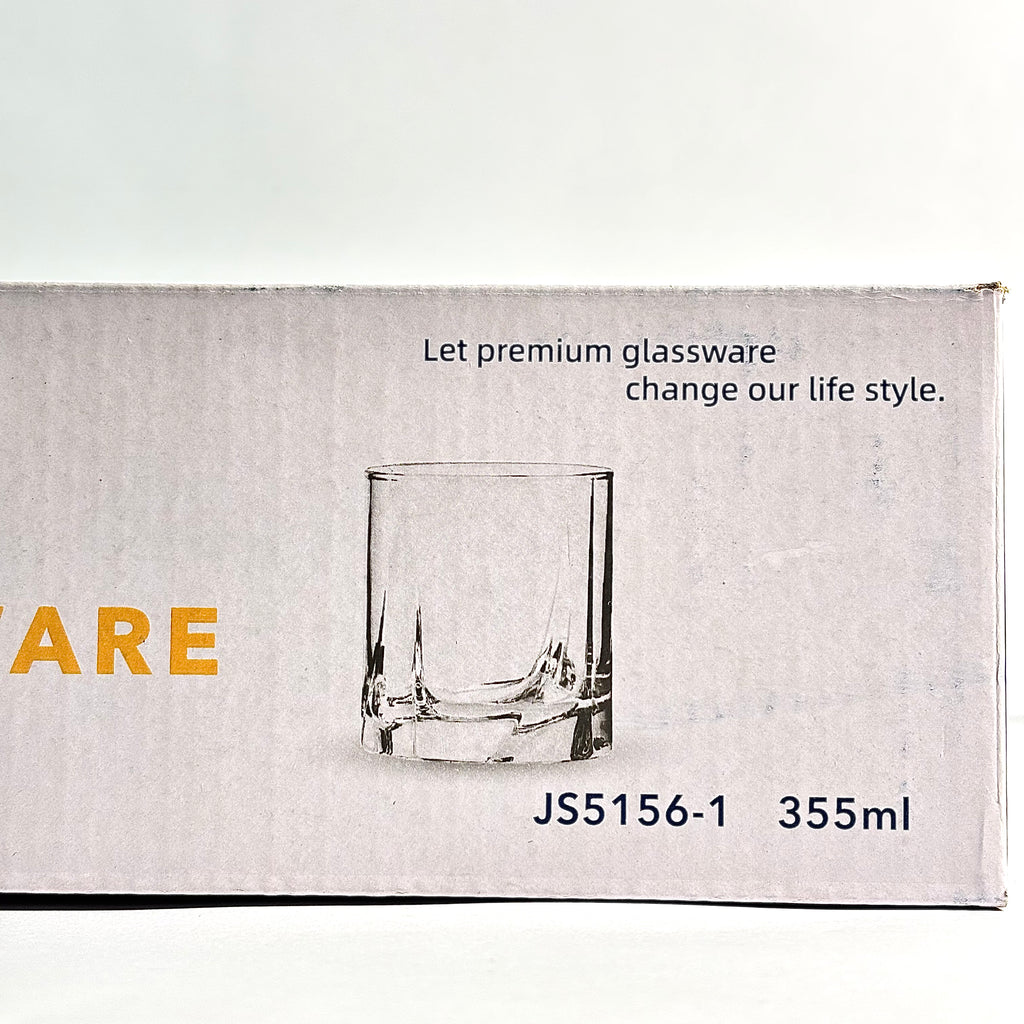 Let premium glassware
change our life style.
ARE
JS5156-1 355ml